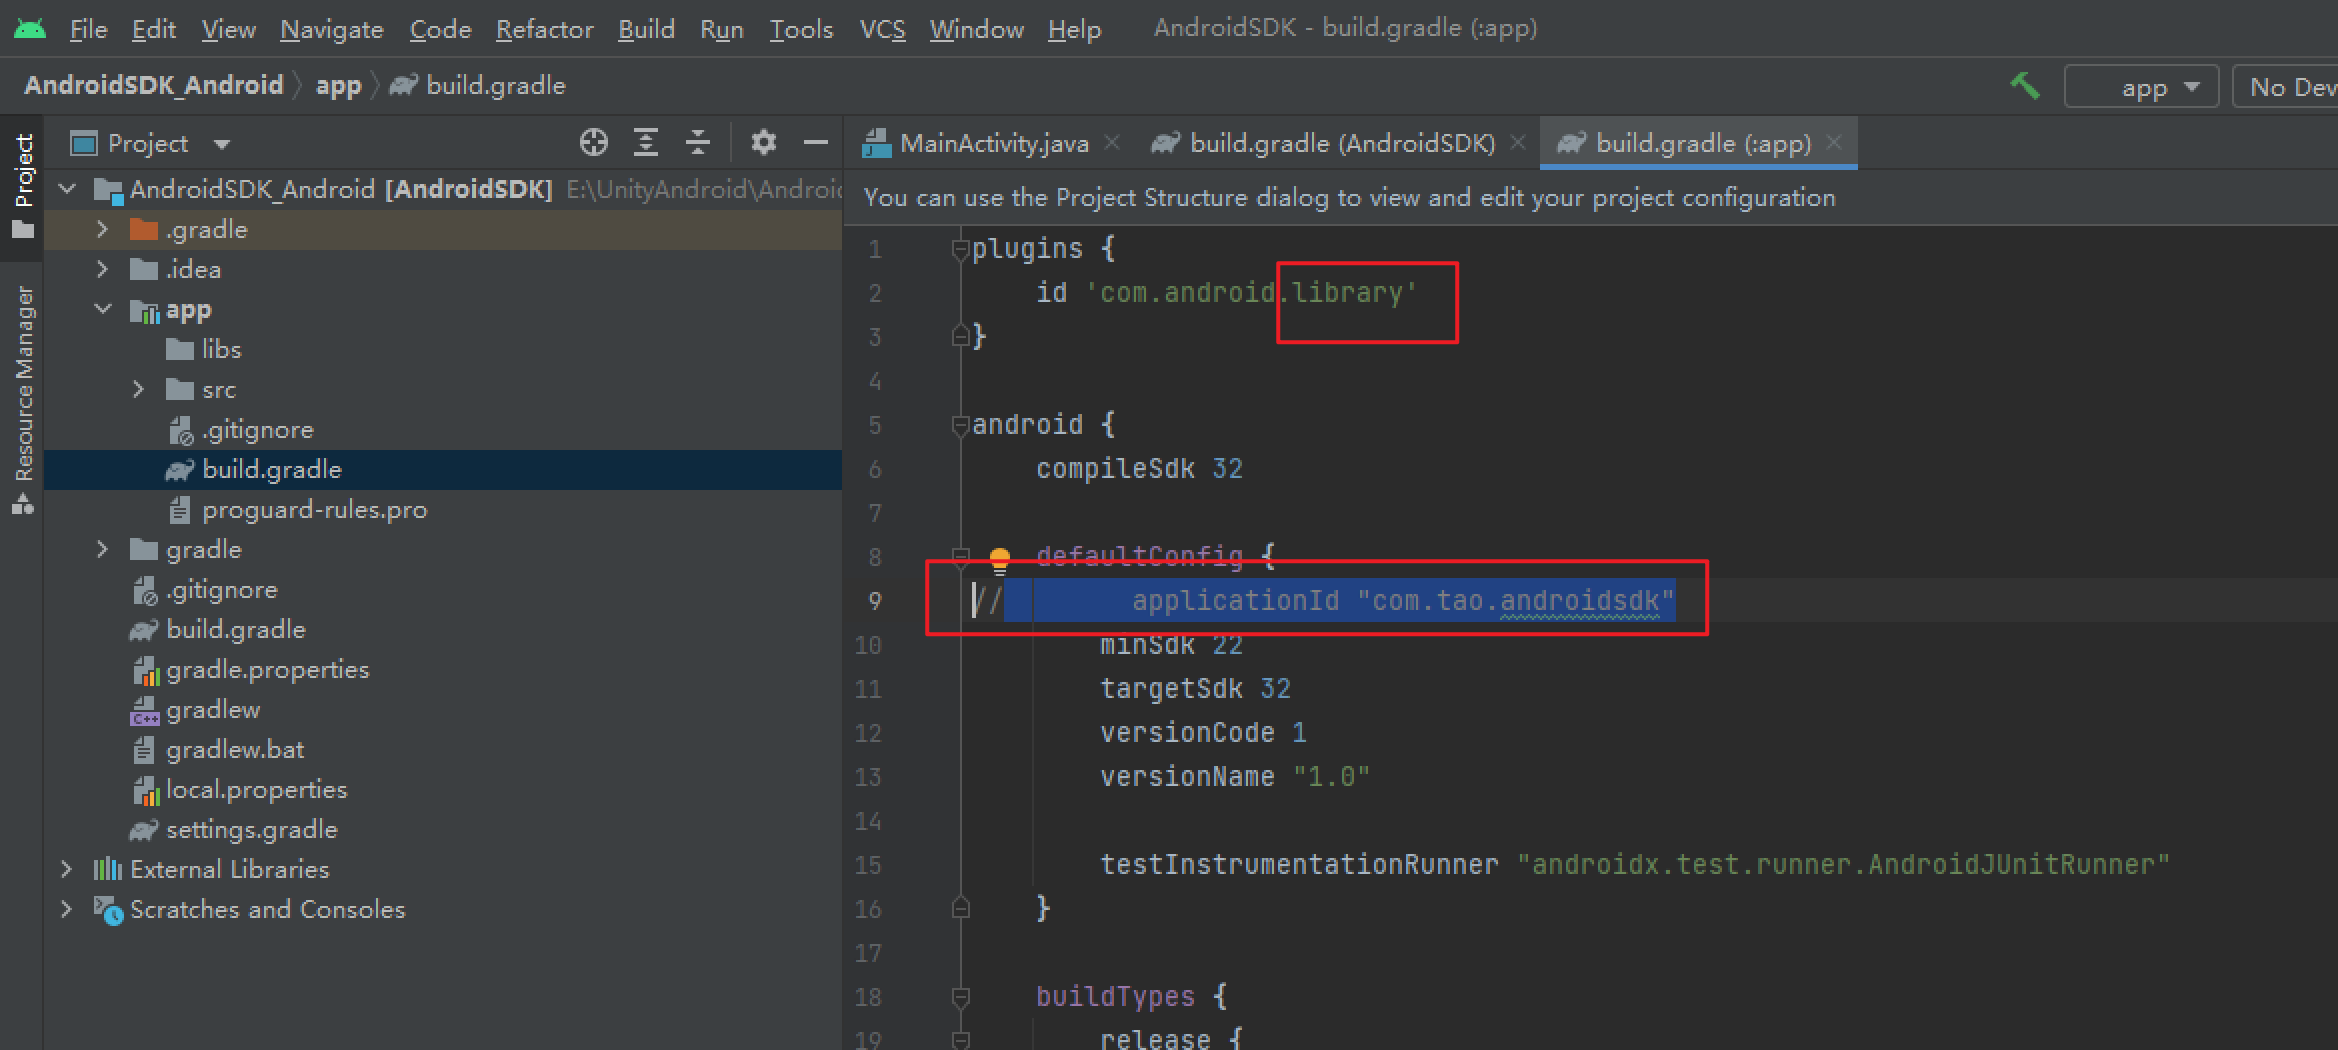 File Edit View Navigate Code Refactor Build Run Tools VCS Window Help AndroidSDK - build.gradle (:app)
AndroidSDK_Android app build.gradle
app No Dev
Project
Resource Manager
Project
AndroidSDK_Android [AndroidSDK] E:\UnityAndroid\Android
.gradle
.idea
app
libs
src
.gitignore
build.gradle
proguard-rules.pro
gradle
.gitignore
build.gradle
gradle.properties
gradlew
gradlew.bat
local.properties
settings.gradle
External Libraries
Scratches and Consoles
MainActivity.java build.gradle (AndroidSDK) build.gradle (:app)
You can use the Project Structure dialog to view and edit your project configuration
1 plugins {
2 id 'com.android.library'
3 }
4
5 android {
6 compileSdk 32
7
8 defaultConfig {
9 // applicationId "com.tao.androidsdk"
10 minSdk 22
11 targetSdk 32
12 versionCode 1
13 versionName "1.0"
14
15 testInstrumentationRunner "androidx.test.runner.AndroidJUnitRunner"
16 }
17
18 buildTypes {
19 release {